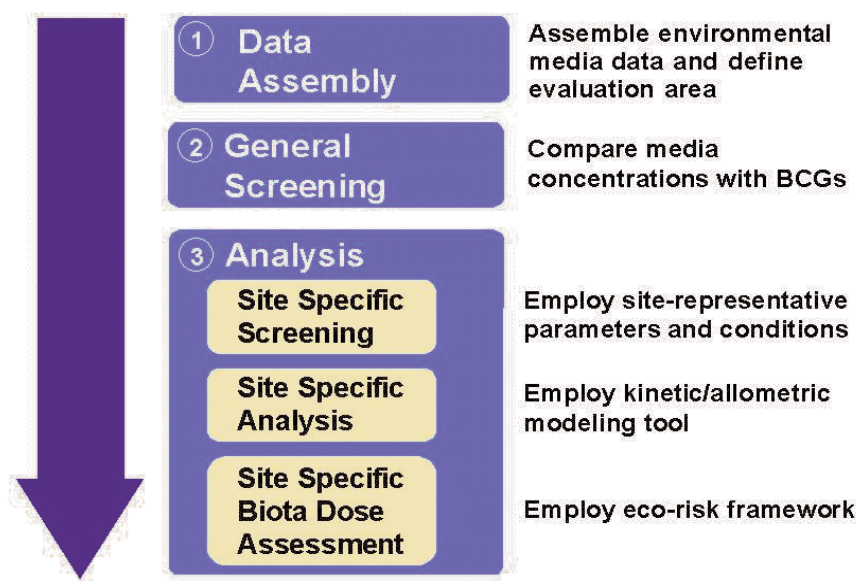 ① Data
Assembly
Assemble environmental
media data and define
evaluation area
② General
Screening
Compare media
concentrations with BCGs
③ Analysis
Site Specific
Screening
Employ site-representative
parameters and conditions
Site Specific
Analysis
Employ kinetic/allometric
modeling tool
Site Specific
Biota Dose
Assessment
Employ eco-risk framework